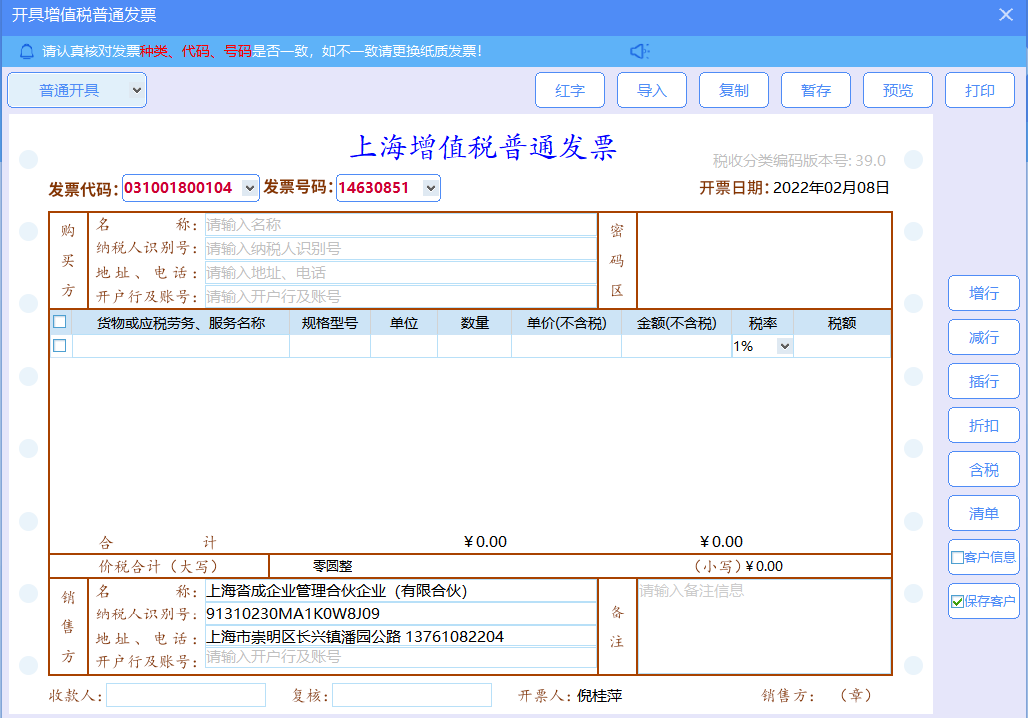 开具增值税普通发票
请认真核对发票种类、代码、号码是否一致，如不一致请更换纸质发票！
普通开具 红字 导入 复制 暂存 预览 打印
上海增值税普通发票
税收分类编码版本号: 39.0
发票代码: 031001800104 发票号码: 14630851 开票日期: 2022年02月08日
购买方
名称: 请输入名称
纳税人识别号: 请输入纳税人识别号
地址、电话: 请输入地址、电话
开户行及账号: 请输入开户行及账号
密码区
货物或应税劳务、服务名称 规格型号 单位 数量 单价(不含税) 金额(不含税) 税率 税额
1%
增行
减行
插行
折扣
含税
清单
客户信息
保存客户
合计 ¥0.00 ¥0.00
价税合计（大写） 零圆整 （小写）¥0.00
销售方
名称: 上海沓成企业管理合伙企业（有限合伙)
纳税人识别号: 91310230MA1K0W8J09
地址、电话: 上海市崇明区长兴镇潘园公路 13761082204
开户行及账号: 请输入开户行及账号
备注
请输入备注信息
收款人: 复核: 开票人: 倪桂萍 销售方: （章）